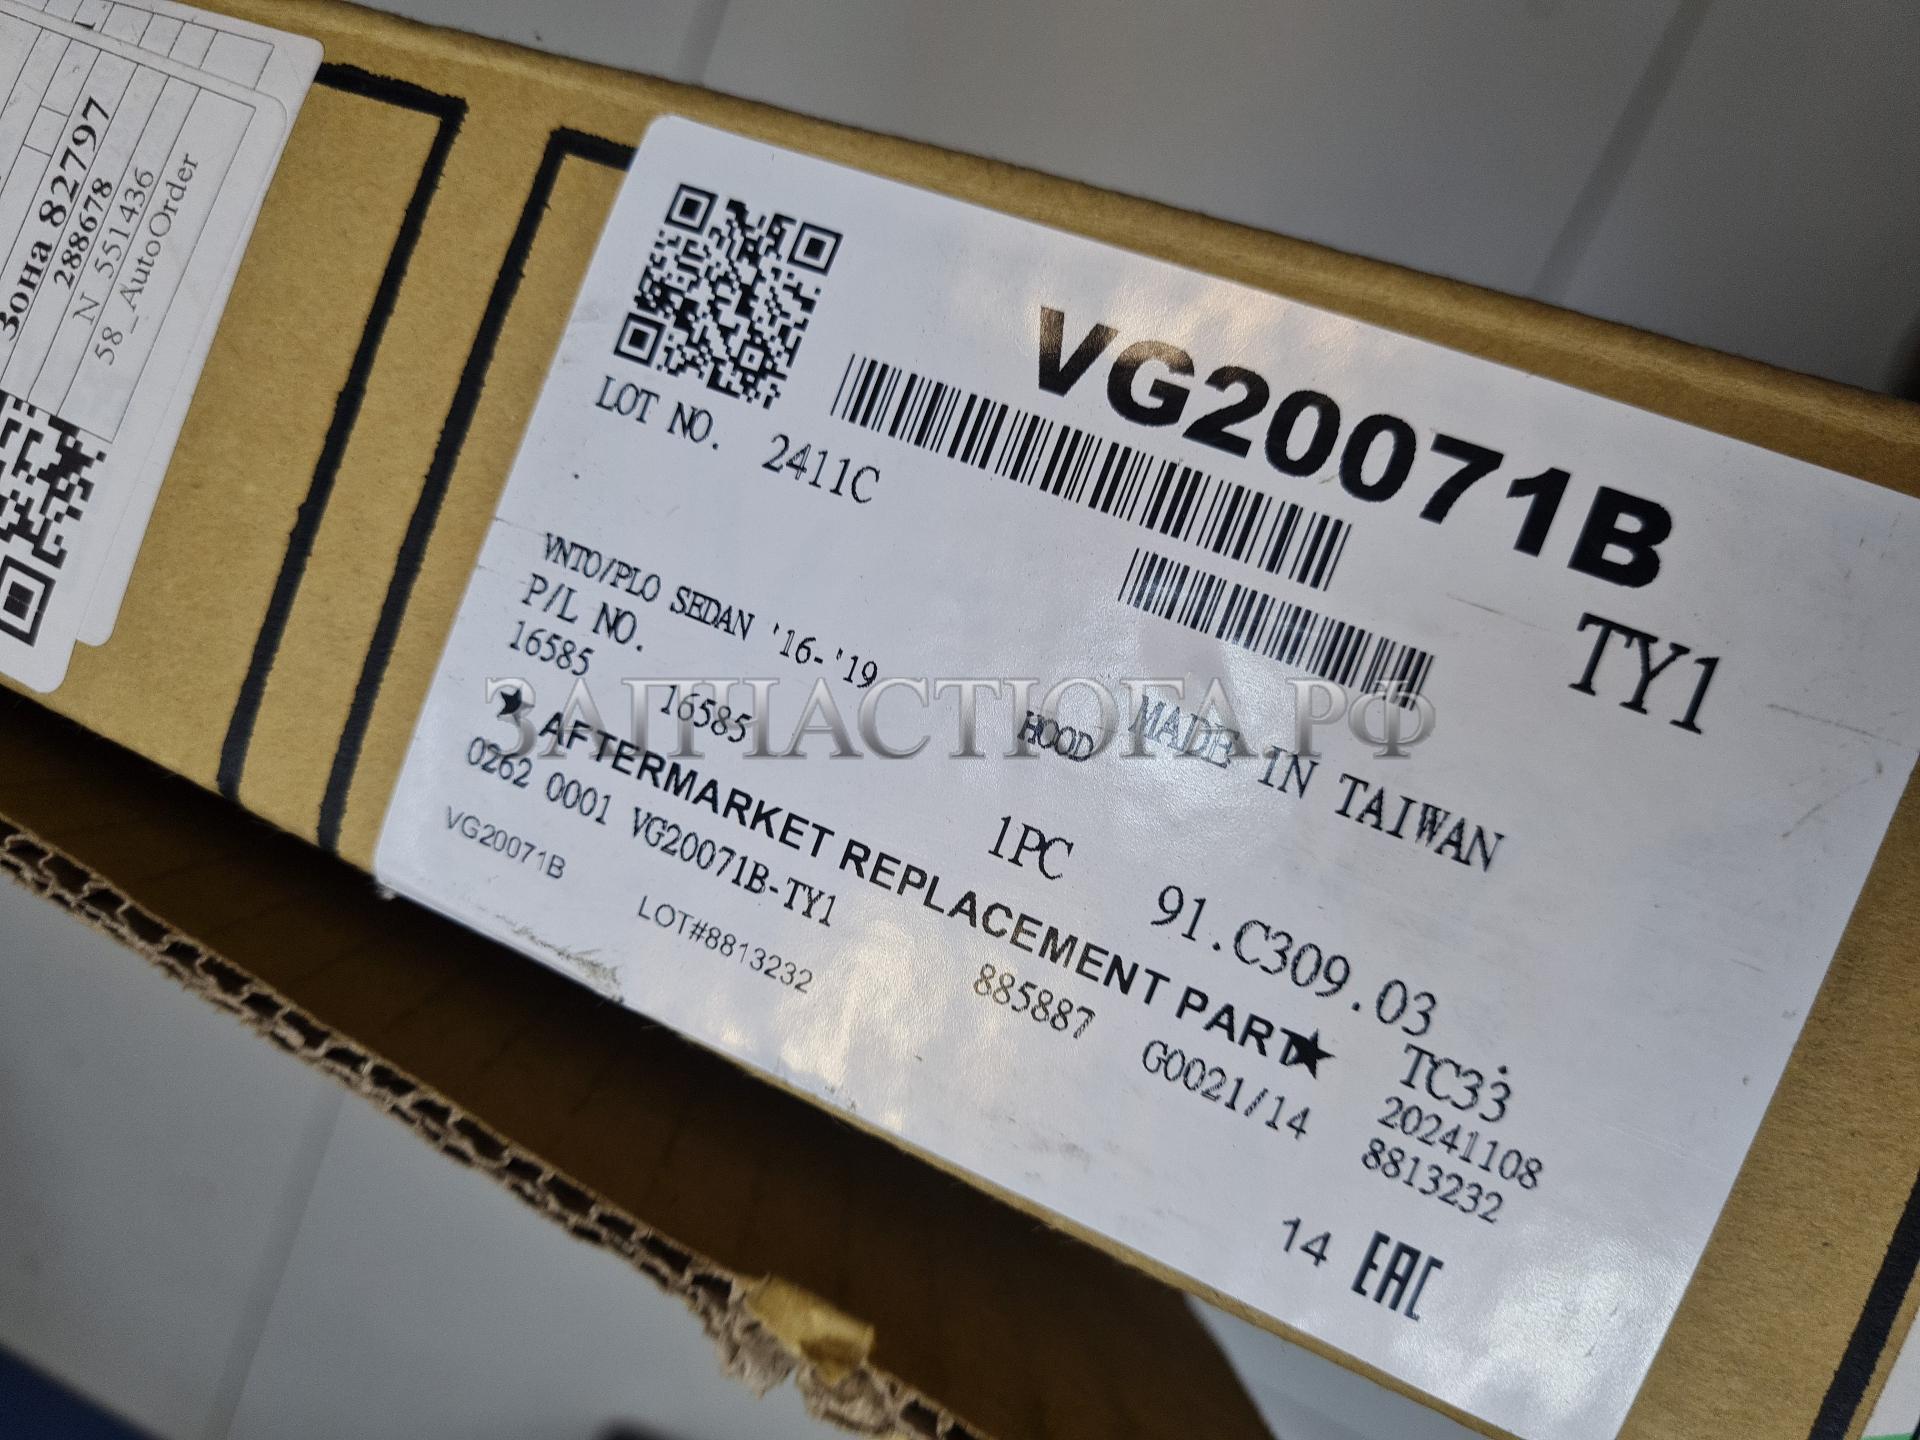 Зона 82797
288678
N 551436
58_AutoOrder
VG20071B
TY1
LOT NO. 2411C
VNTO/PLO SEDAN '16-'19
P/L NO.
16585 16585
HOOD MADE IN TAIWAN
ЗАПЧАСТЮГА.РФ
1PC 91.C309.03
★AFTERMARKET REPLACEMENT PART★
TC33
0262 0001 VG20071B-TY1
885887 G0021/14
20241108
8813232
VG20071B LOT#8813232
14 EAC